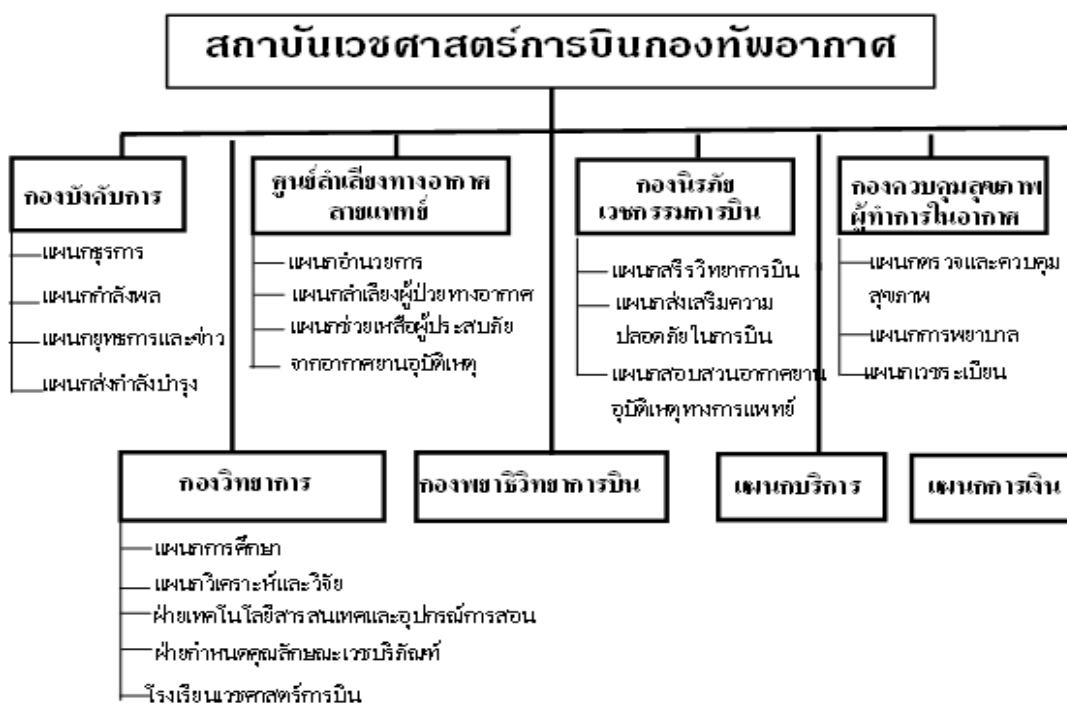 สถาบันเวชศาสตร์การบินกองทัพอากาศ
กองบังคับการ
แผนกธุรการ
แผนกกำลังพล
แผนกยุทธการและข่าว
แผนกส่งกำลังบำรุง
ศูนย์ลำเลียงทางอากาศ
สายแพทย์
แผนกอำนวยการ
แผนกลำเลียงผู้ป่วยทางอากาศ
แผนกช่วยเหลือผู้ประสบภัย
จากอากาศยานอุบัติเหตุ
กองนิรภัย
เวชกรรมการบิน
แผนกสรีรวิทยาการบิน
แผนกส่งเสริมความ
ปลอดภัยในการบิน
แผนกสอบสวนอากาศยาน
อุบัติเหตุทางการแพทย์
กองควบคุมสุขภาพ
ผู้ทำการในอากาศ
แผนกตรวจและควบคุม
สุขภาพ
แผนกการพยาบาล
แผนกเวชระเบียน
กองวิทยาการ
แผนกการศึกษา
แผนกวิเคราะห์และวิจัย
ฝ่ายเทคโนโลยีสารสนเทศและอุปกรณ์การสอน
ฝ่ายกำหนดคุณลักษณะเวชบริภัณฑ์
โรงเรียนเวชศาสตร์การบิน
กองพยาธิวิทยาการบิน
แผนกบริการ
แผนกการเงิน